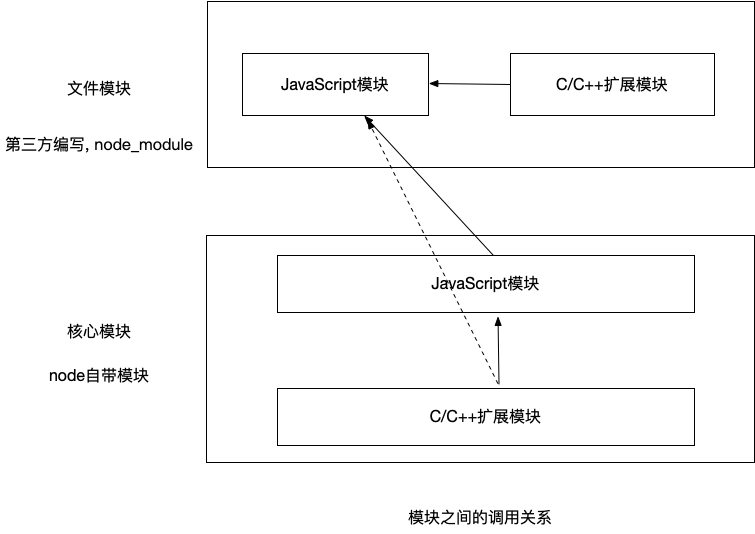 文件模块
JavaScript模块
C/C++扩展模块
第三方编写, node_module
JavaScript模块
核心模块
node自带模块
C/C++扩展模块
模块之间的调用关系